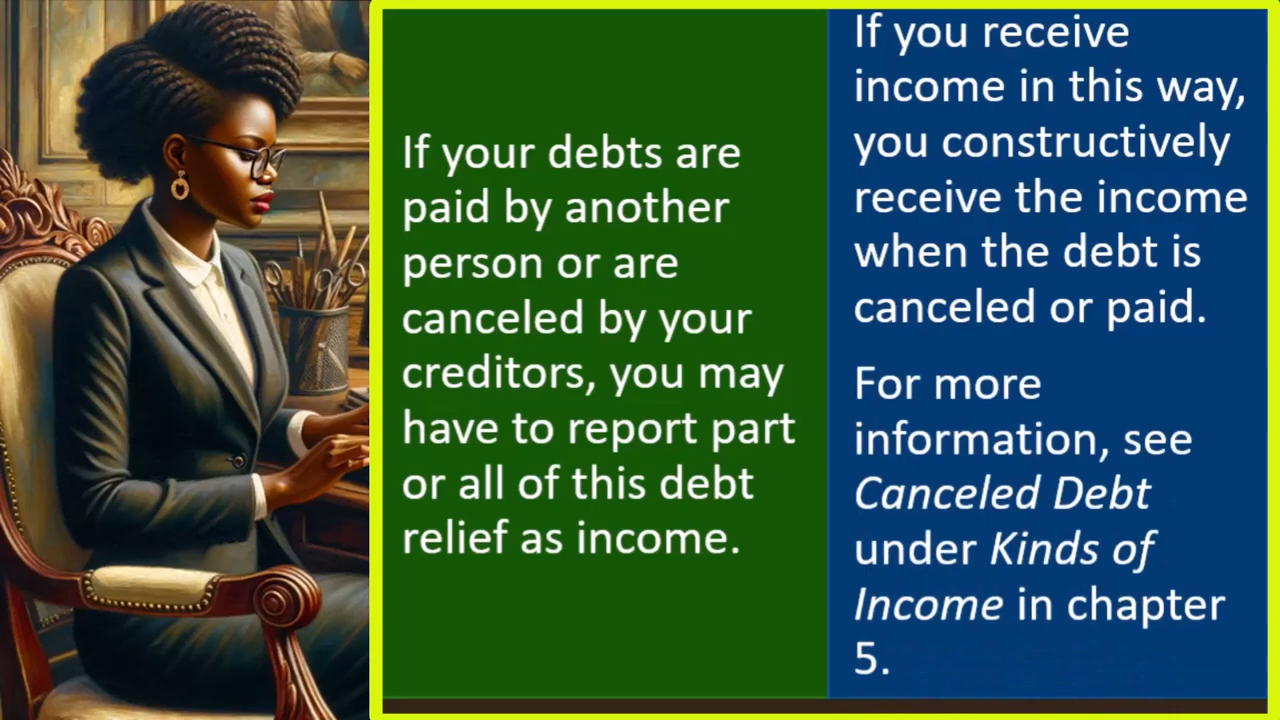 If your debts are
paid by another
person or are
canceled by your
creditors, you may
have to report part
or all of this debt
relief as income.
If you receive
income in this way,
you constructively
receive the income
when the debt is
canceled or paid.
For more
information, see
Canceled Debt
under Kinds of
Income in chapter
5.